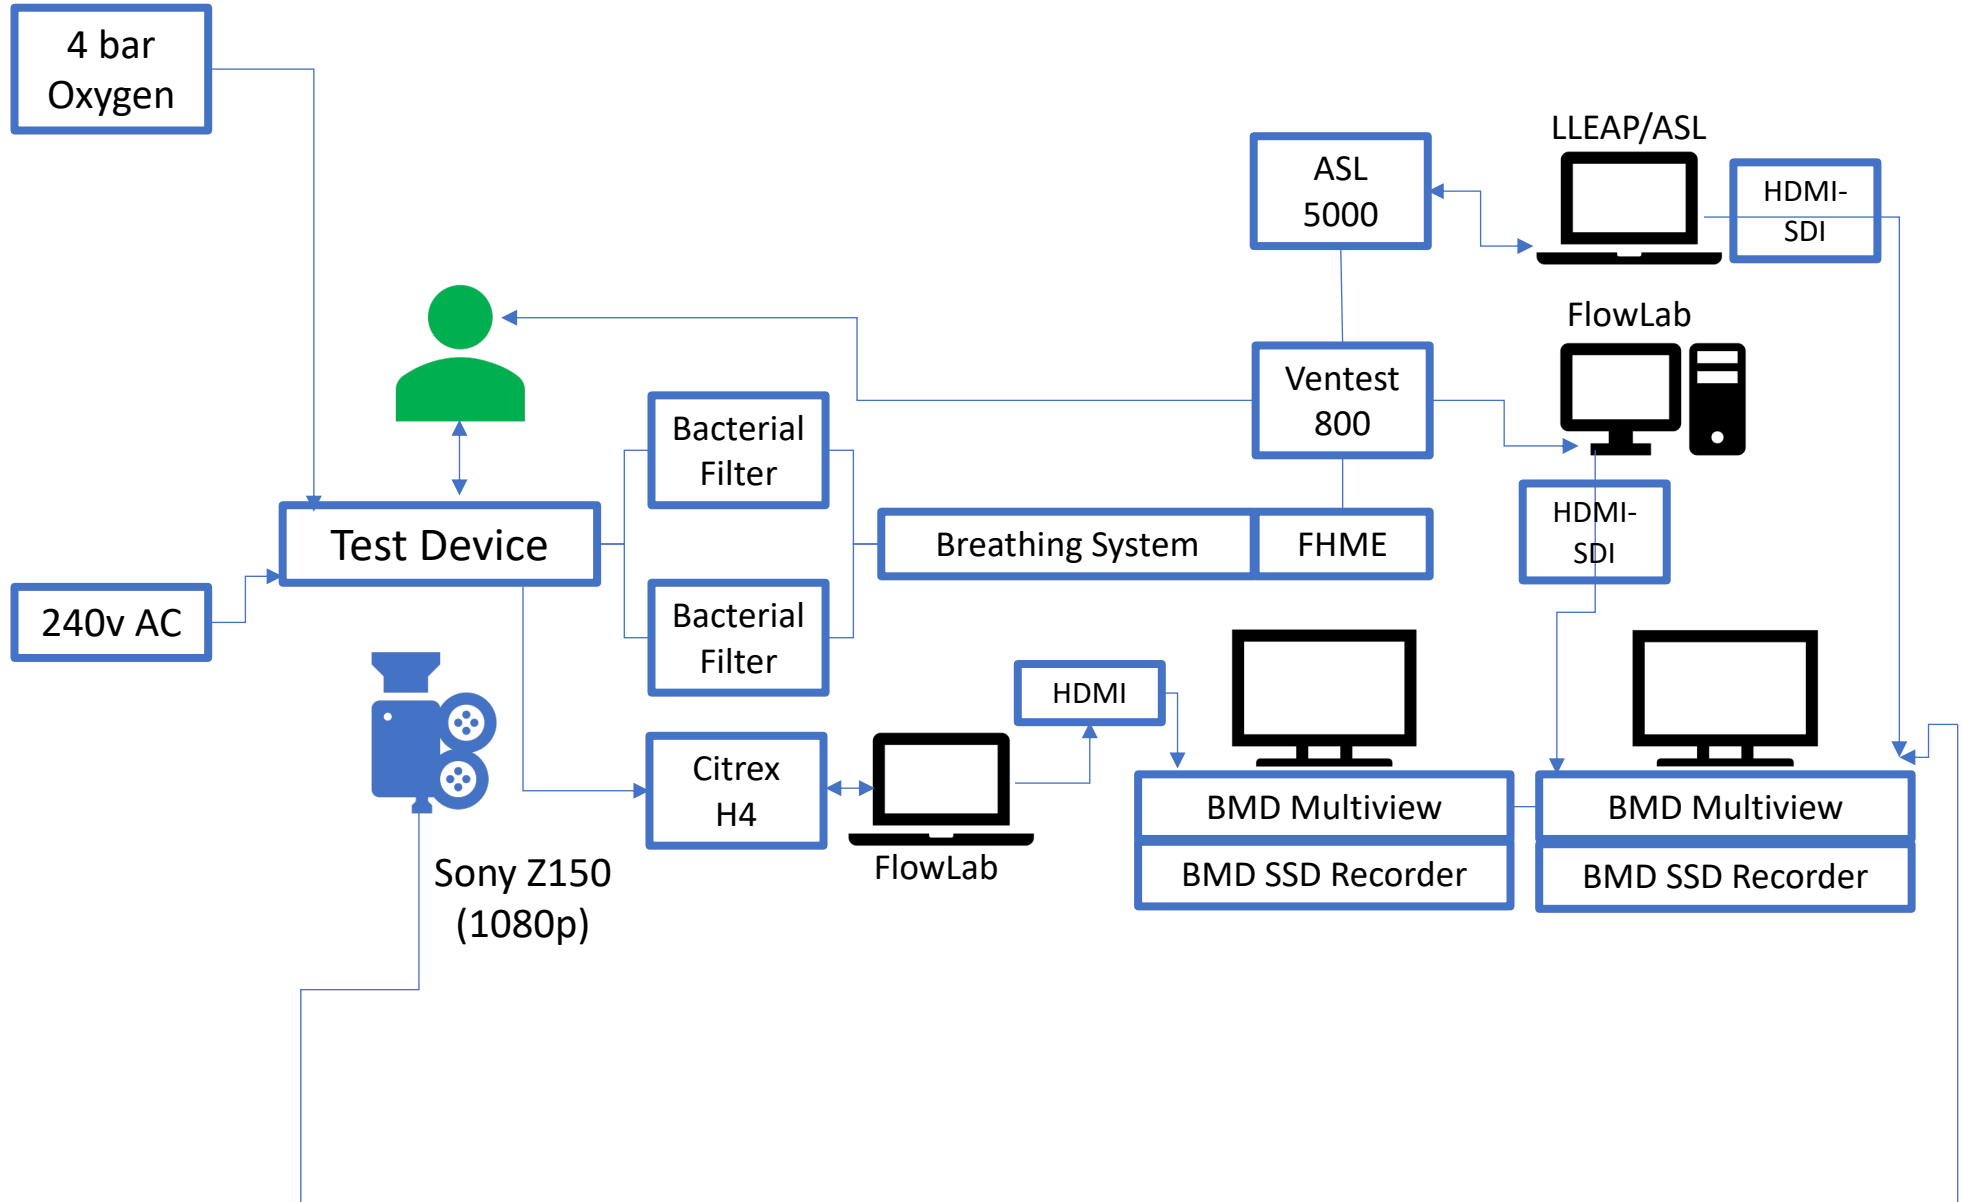 4 bar
Oxygen
LLEAP/ASL
ASL
5000
HDMI-
SDI
FlowLab
Ventest
800
Bacterial
Filter
HDMI-
SDI
Test Device
Breathing System
FHME
240v AC
Bacterial
Filter
HDMI
Citrex
H4
FlowLab
BMD Multiview
BMD Multiview
BMD SSD Recorder
BMD SSD Recorder
Sony Z150
(1080p)